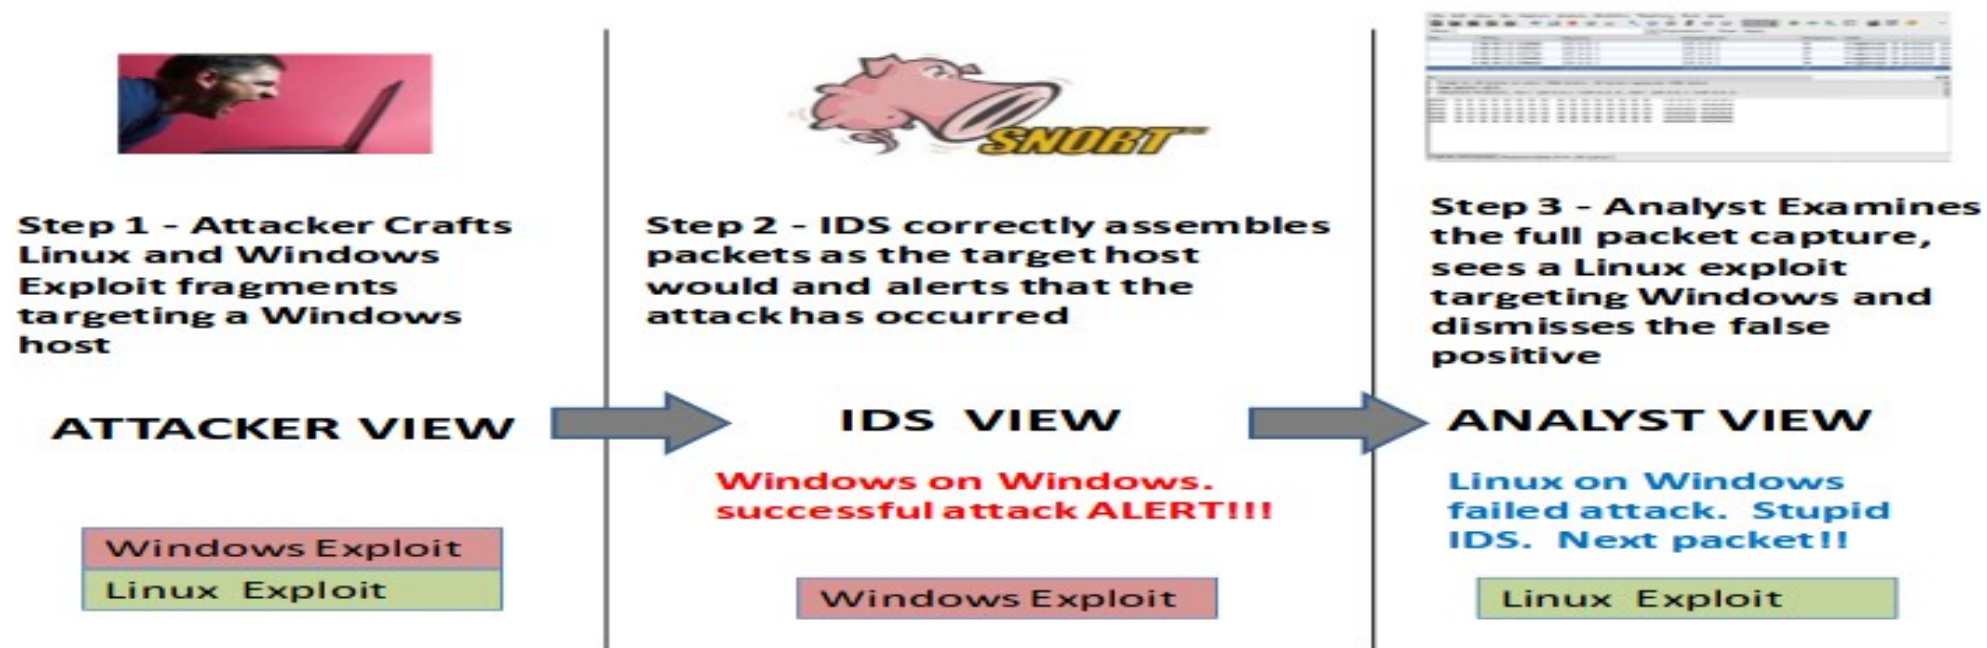 Step 1 - Attacker Crafts
Linux and Windows
Exploit fragments
targeting a Windows
host
ATTACKER VIEW
Windows Exploit
Linux Exploit
SNORT
Step 2 - IDS correctly assembles
packets as the target host
would and alerts that the
attack has occurred
IDS VIEW
Windows on Windows.
successful attack ALERT!!!
Windows Exploit
Step 3 - Analyst Examines
the full packet capture,
sees a Linux exploit
targeting Windows and
dismisses the false
positive
ANALYST VIEW
Linux on Windows
failed attack. Stupid
IDS. Next packet!!
Linux Exploit